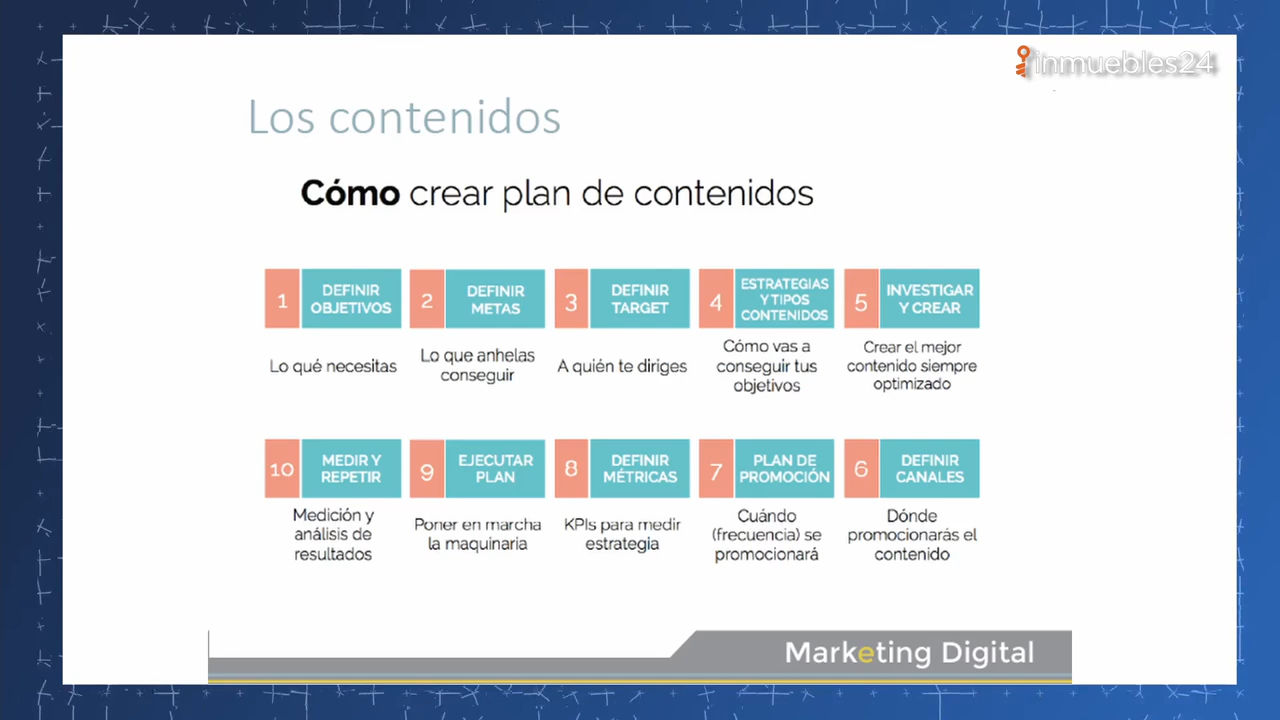 inmuebles24
Los contenidos
Cómo crear plan de contenidos
1
DEFINIR
OBJETIVOS
Lo qué necesitas
2
DEFINIR
METAS
Lo que anhelas
conseguir
3
DEFINIR
TARGET
A quién te diriges
4
ESTRATEGIAS
Y TIPOS
CONTENIDOS
Cómo vas a
conseguir tus
objetivos
5
INVESTIGAR
Y CREAR
Crear el mejor
contenido siempre
optimizado
10
MEDIR Y
REPETIR
Medición y
análisis de
resultados
9
EJECUTAR
PLAN
Poner en marcha
la maquinaria
8
DEFINIR
MÉTRICAS
KPIs para medir
estrategia
7
PLAN DE
PROMOCIÓN
Cuándo
(frecuencia) se
promocionará
6
DEFINIR
CANALES
Dónde
promocionarás el
contenido
Marketing Digital